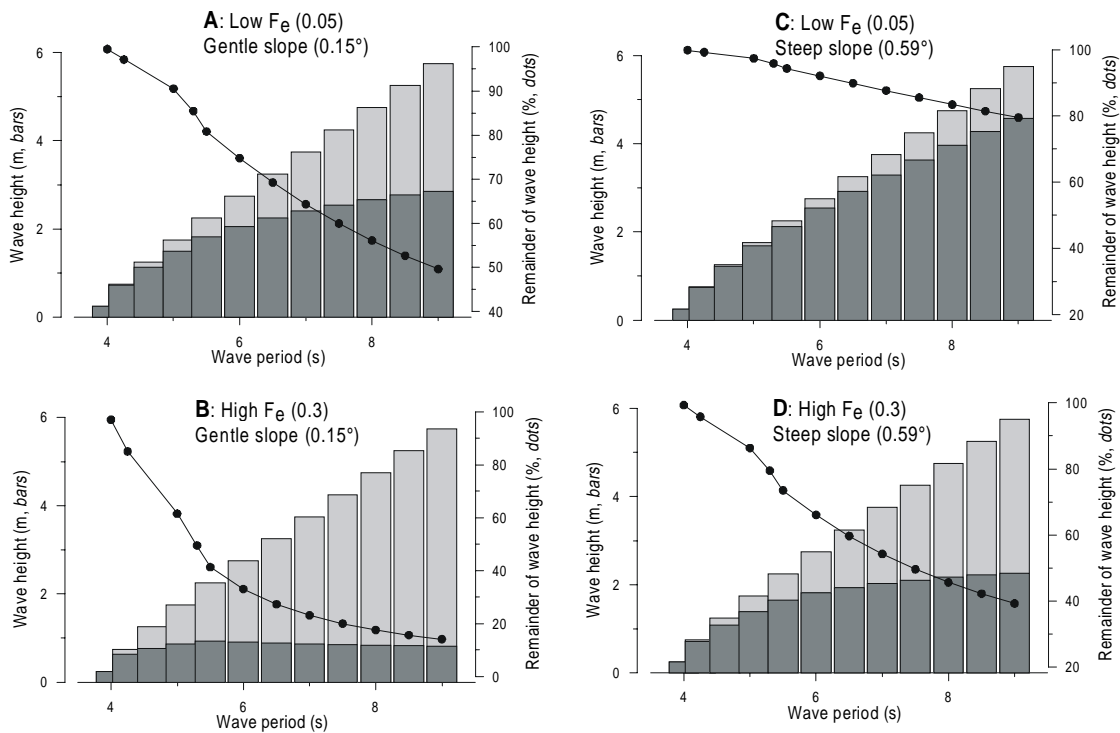 A: Low Fe (0.05)
Gentle slope (0.15°)
Wave height (m, bars)
6
4
2
0
Remainder of wave height (%, dots)
100
90
80
70
60
50
40
4 6 8
Wave period (s)
C: Low Fe (0.05)
Steep slope (0.59°)
Wave height (m, bars)
6
4
2
0
Remainder of wave height (%, dots)
100
80
60
40
20
4 6 8
Wave period (s)
B: High Fe (0.3)
Gentle slope (0.15°)
Wave height (m, bars)
6
4
2
0
Remainder of wave height (%, dots)
100
80
60
40
20
0
4 6 8
Wave period (s)
D: High Fe (0.3)
Steep slope (0.59°)
Wave height (m, bars)
6
4
2
0
Remainder of wave height (%, dots)
100
80
60
40
20
4 6 8
Wave period (s)